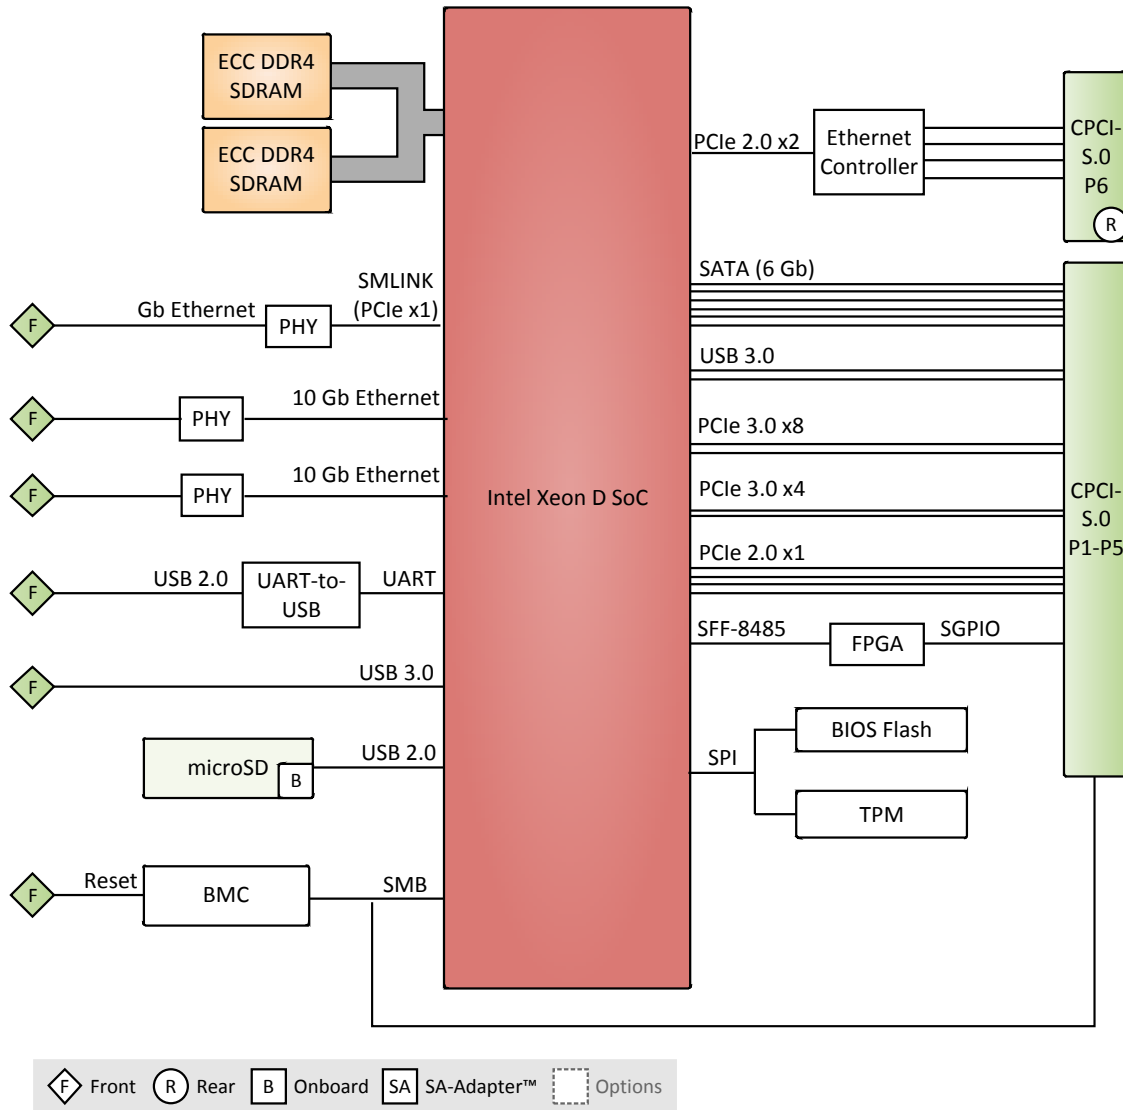 ECC DDR4
SDRAM
ECC DDR4
SDRAM
PCIe 2.0 x2
Ethernet
Controller
CPCI-
S.0
P6
R
SATA (6 Gb)
SMLINK
(PCIe x1)
Gb Ethernet
PHY
F
USB 3.0
10 Gb Ethernet
PHY
F
PCIe 3.0 x8
10 Gb Ethernet
PHY
F
PCIe 3.0 x4
Intel Xeon D SoC
CPCI-
S.0
P1-P5
PCIe 2.0 x1
USB 2.0
UART-to-
USB
UART
F
SFF-8485
FPGA
SGPIO
USB 3.0
F
BIOS Flash
microSD
B
USB 2.0
SPI
TPM
Reset
BMC
SMB
F
F Front R Rear B Onboard SA SA-Adapter™ Options